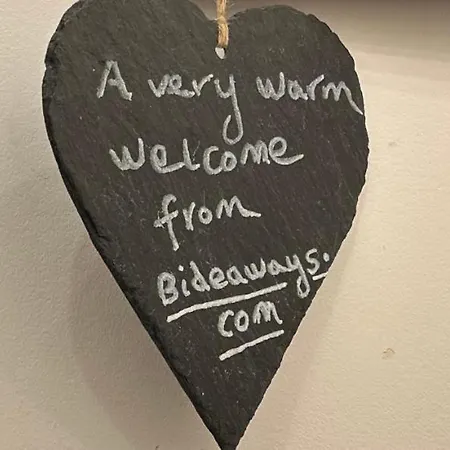 A very warm
welcome
from
Bideaways.
com